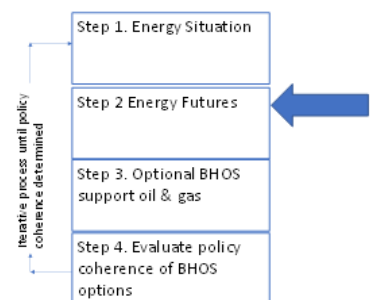 Step 1. Energy Situation
Step 2 Energy Futures
Step 3. Optional BHOS
support oil & gas
Step 4. Evaluate policy
coherence of BHOS
options
Iterative process until policy
coherence determined